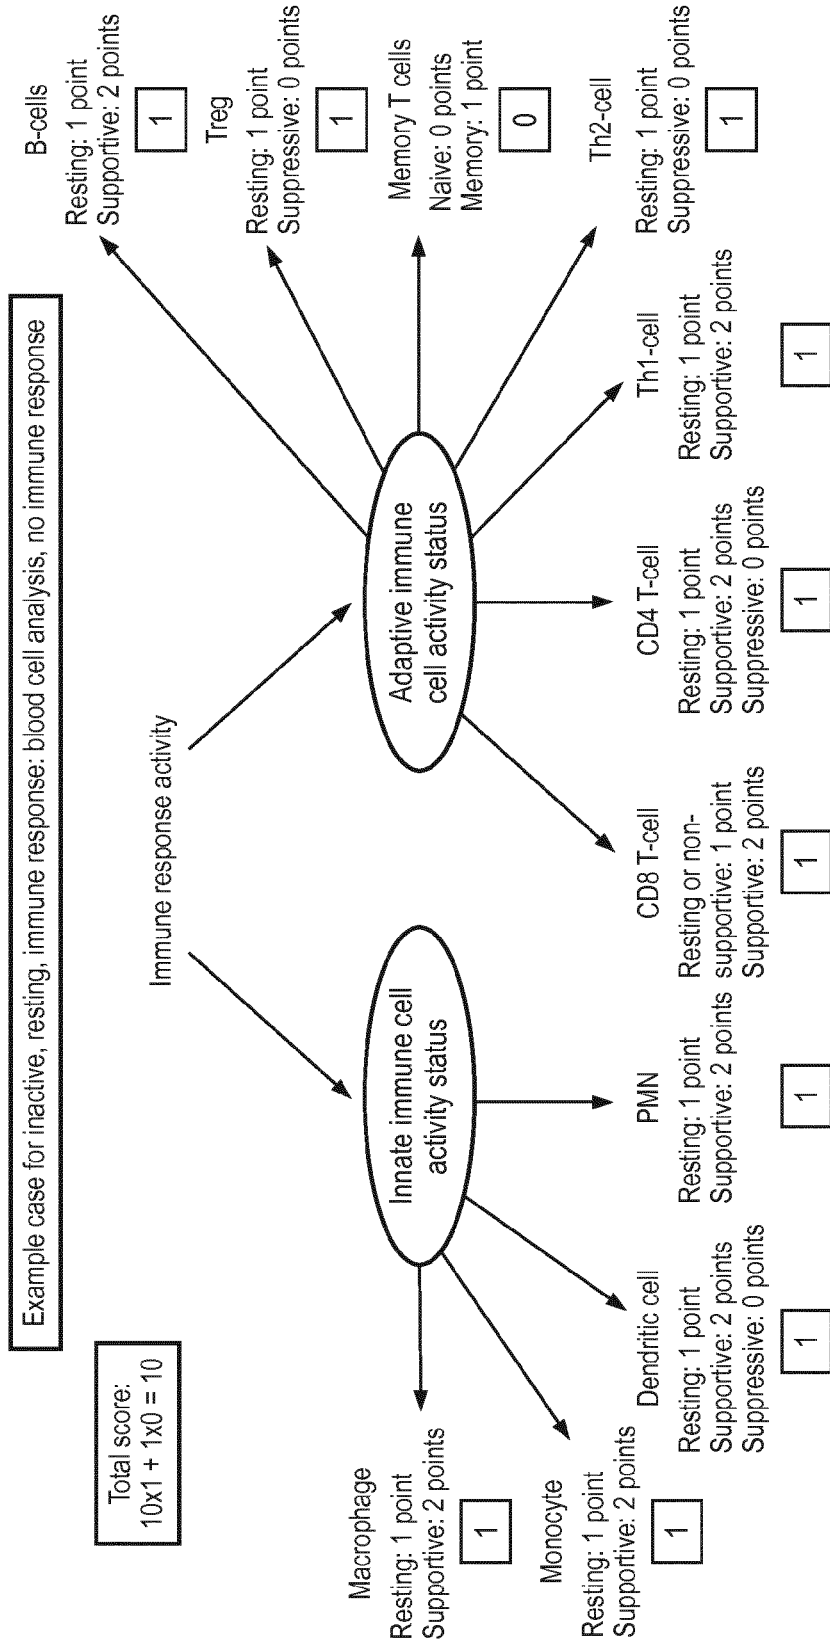 Example case for inactive, resting, immune response: blood cell analysis, no immune response
Total score:
10x1 + 1x0 = 10
Immune response activity
Innate immune cell
activity status
Adaptive immune
cell activity status
Macrophage
Resting: 1 point
Supportive: 2 points
1
Monocyte
Resting: 1 point
Supportive: 2 points
1
Dendritic cell
Resting: 1 point
Supportive: 2 points
Suppressive: 0 points
1
PMN
Resting: 1 point
Supportive: 2 points
1
CD8 T-cell
Resting or non-
supportive: 1 point
Supportive: 2 points
1
CD4 T-cell
Resting: 1 point
Supportive: 2 points
Suppressive: 0 points
1
Th1-cell
Resting: 1 point
Supportive: 2 points
1
Th2-cell
Resting: 1 point
Suppressive: 0 points
1
Memory T cells
Naive: 0 points
Memory: 1 point
0
Treg
Resting: 1 point
Suppressive: 0 points
1
B-cells
Resting: 1 point
Supportive: 2 points
1